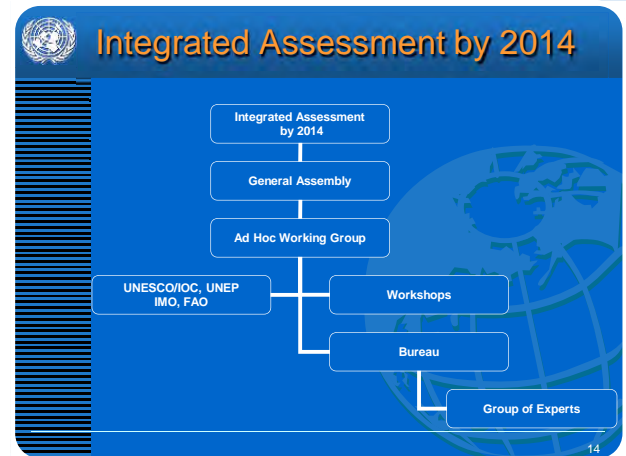 Integrated Assessment by 2014
Integrated Assessment
by 2014
General Assembly
Ad Hoc Working Group
UNESCO/IOC, UNEP
IMO, FAO
Workshops
Bureau
Group of Experts
14